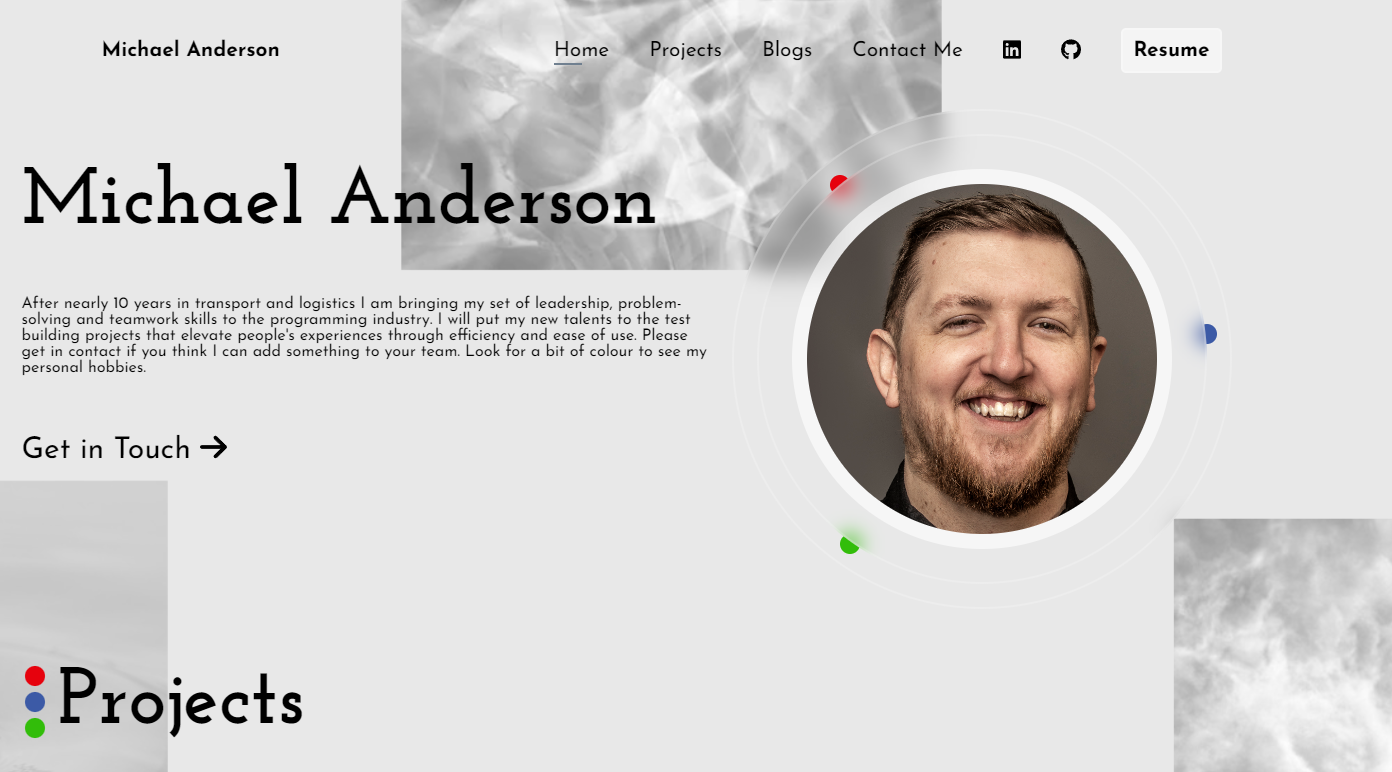 Michael Anderson
Home Projects Blogs Contact Me Resume
Michael Anderson
After nearly 10 years in transport and logistics I am bringing my set of leadership, problem-
solving and teamwork skills to the programming industry. I will put my new talents to the test
building projects that elevate people's experiences through efficiency and ease of use. Please
get in contact if you think I can add something to your team. Look for a bit of colour to see my
personal hobbies.
Get in Touch →
Projects